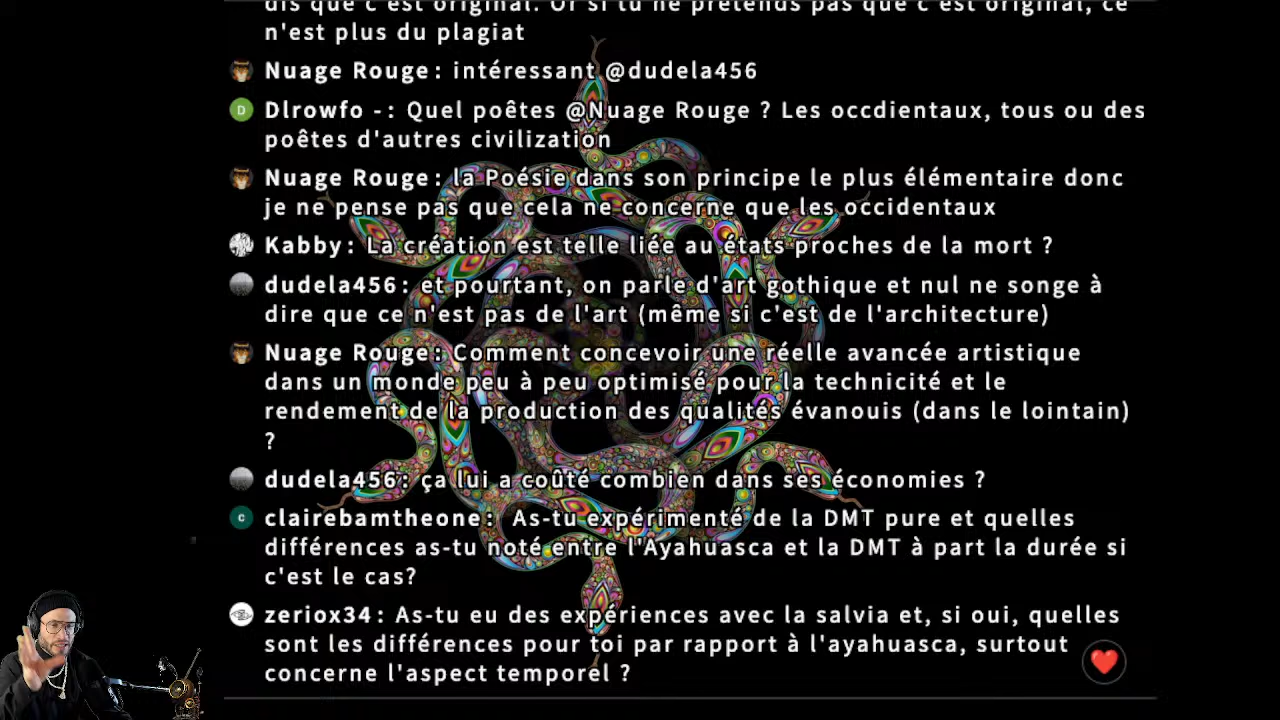 dis que c'est original. Or si tu ne prétends pas que c'est original, ce
n'est plus du plagiat
Nuage Rouge: intéressant @dudela456
D Dlrowfo -: Quel poêtes @Nuage Rouge ? Les occdientaux, tous ou des
poêtes d'autres civilization
Nuage Rouge: la Poésie dans son principe le plus élémentaire donc
je ne pense pas que cela ne concerne que les occidentaux
Kabby: La création est telle liée au états proches de la mort ?
dudela456: et pourtant, on parle d'art gothique et nul ne songe à
dire que ce n'est pas de l'art (même si c'est de l'architecture)
Nuage Rouge: Comment concevoir une réelle avancée artistique
dans un monde peu à peu optimisé pour la technicité et le
rendement de la production des qualités évanouis (dans le lointain)
?
dudela456: ça lui a coûté combien dans ses économies ?
c clairebamtheone: As-tu expérimenté de la DMT pure et quelles
différences as-tu noté entre l'Ayahuasca et la DMT à part la durée si
c'est le cas?
zeriox34: As-tu eu des expériences avec la salvia et, si oui, quelles
sont les différences pour toi par rapport à l'ayahuasca, surtout
concerne l'aspect temporel ?